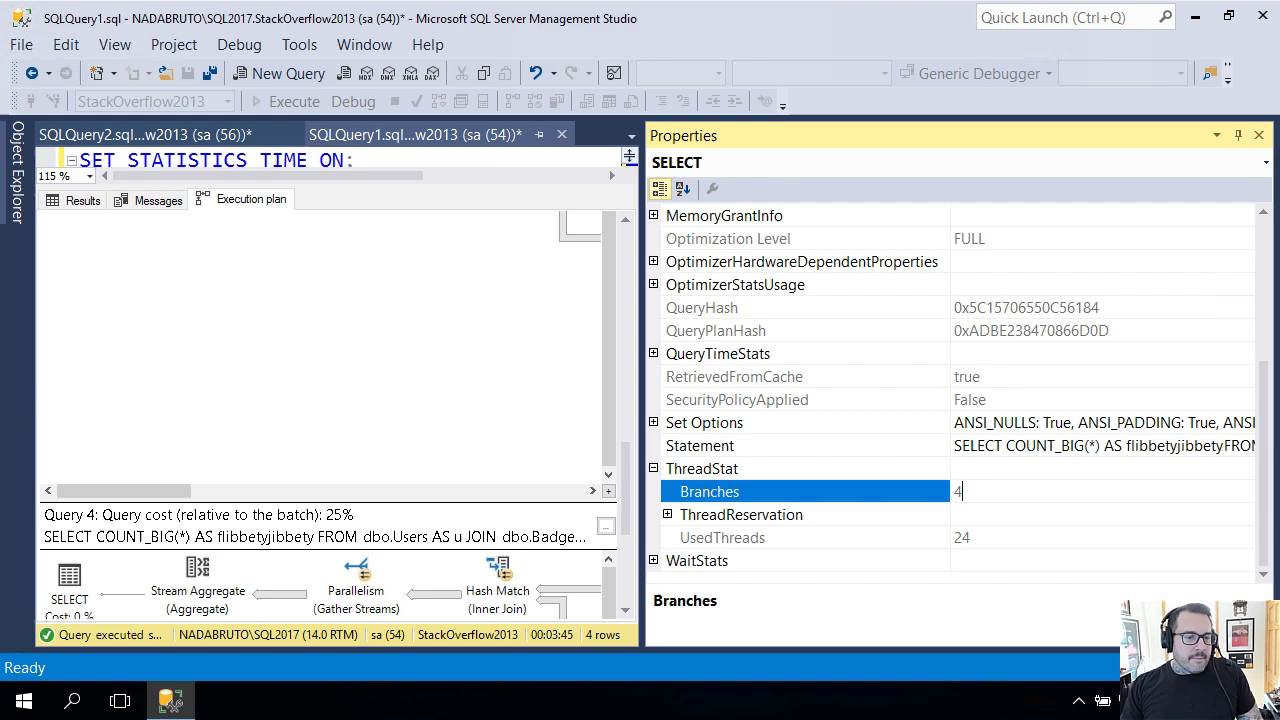 SQLQuery1.sql - NADABRUTO\SQL2017.StackOverflow2013 (sa (54))* - Microsoft SQL Server Management Studio
Quick Launch (Ctrl+Q)
File Edit View Project Debug Tools Window Help
New Query
Generic Debugger
StackOverflow2013
Execute Debug
Object Explorer
SQLQuery2.sql...w2013 (sa (56))*
SQLQuery1.sql...w2013 (sa (54))*
SET STATISTICS TIME ON;
115 %
Results Messages Execution plan
Query 4: Query cost (relative to the batch): 25%
SELECT COUNT_BIG(*) AS flibbetyjibbety FROM dbo.Users AS u JOIN dbo.Badge...
SELECT
Cost: 0 %
Stream Aggregate
(Aggregate)
Parallelism
(Gather Streams)
Hash Match
(Inner Join)
Query executed s... NADABRUTO\SQL2017 (14.0 RTM) sa (54) StackOverflow2013 00:03:45 4 rows
Properties
SELECT
MemoryGrantInfo
Optimization Level FULL
OptimizerHardwareDependentProperties
OptimizerStatsUsage
QueryHash 0x5C15706550C56184
QueryPlanHash 0xADBE238470866D0D
QueryTimeStats
RetrievedFromCache true
SecurityPolicyApplied False
Set Options ANSI_NULLS: True, ANSI_PADDING: True, ANSI
Statement SELECT COUNT_BIG(*) AS flibbetyjibbetyFROM
ThreadStat
Branches 4
ThreadReservation
UsedThreads 24
WaitStats
Branches
Ready